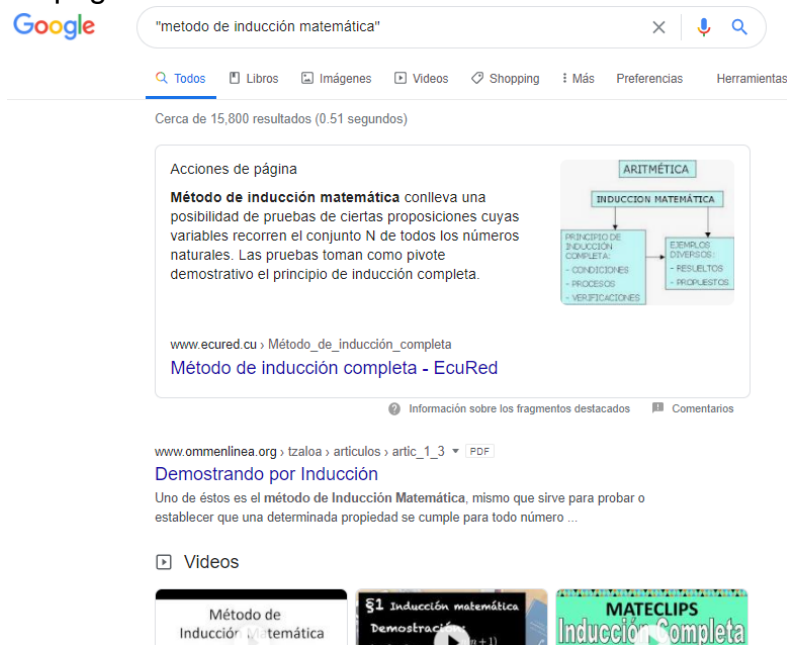 Google
"metodo de inducción matemática"
Todos Libros Imágenes Videos Shopping Más Preferencias Herramientas
Cerca de 15,800 resultados (0.51 segundos)
Acciones de página
Método de inducción matemática conlleva una
posibilidad de pruebas de ciertas proposiciones cuyas
variables recorren el conjunto N de todos los números
naturales. Las pruebas toman como pivote
demostrativo el principio de inducción completa.
ARITMÉTICA
INDUCCION MATEMÁTICA
PRINCIPIO DE
INDUCCIÓN
COMPLETA:
- CONDICIONES
- PROCESOS
- VERIFICACIONES
EJEMPLOS
DIVERSOS:
- RESUELTOS
- PROPUESTOS
www.ecured.cu › Método_de_inducción_completa
Método de inducción completa - EcuRed
Información sobre los fragmentos destacados Comentarios
www.ommenlinea.org › tzaloa › articulos › artic_1_3 PDF
Demostrando por Inducción
Uno de éstos es el método de Inducción Matemática, mismo que sirve para probar o
establecer que una determinada propiedad se cumple para todo número ...
Videos
Método de
Inducción Matemática
§1 Inducción matemática
Demostración:
MATECLIPS
Inducción Completa